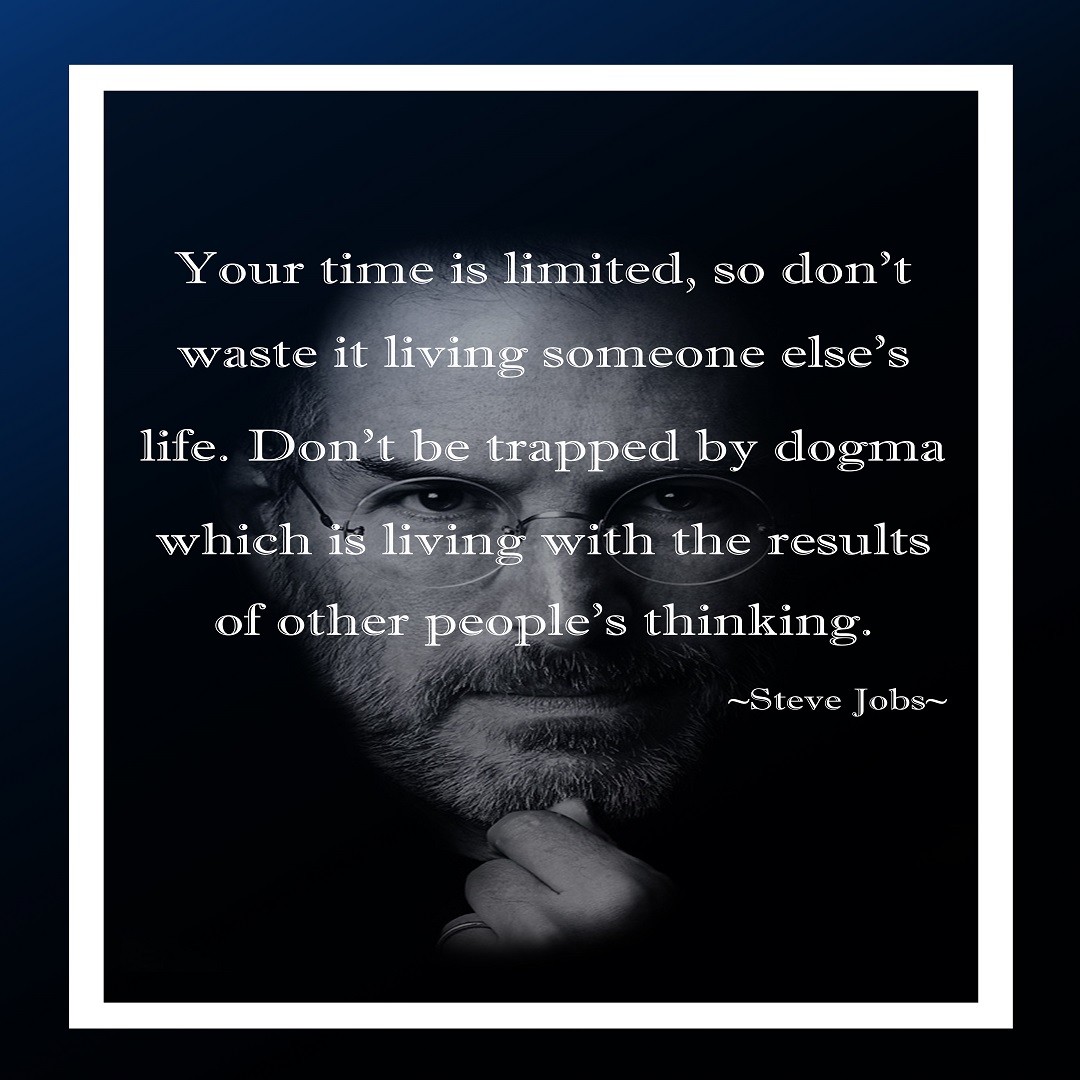 Your time is limited, so don’t
waste it living someone else’s
life. Don’t be trapped by dogma
which is living with the results
of other people’s thinking.
~Steve Jobs~